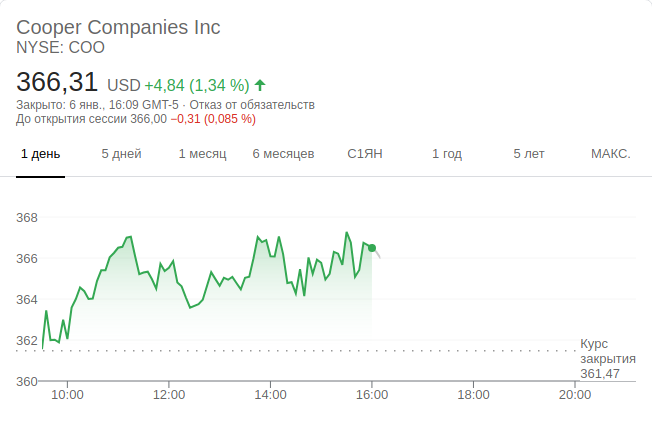 Cooper Companies Inc
NYSE: COO
366,31 USD +4,84 (1,34 %)
Закрыто: 6 янв., 16:09 GMT-5 · Отказ от обязательств
До открытия сессии 366,00 −0,31 (0,085 %)
1 день 5 дней 1 месяц 6 месяцев С1ЯН 1 год 5 лет МАКС.
368
366
364
362
Курс
закрытия
361,47
360
10:00 12:00 14:00 16:00 18:00 20:00